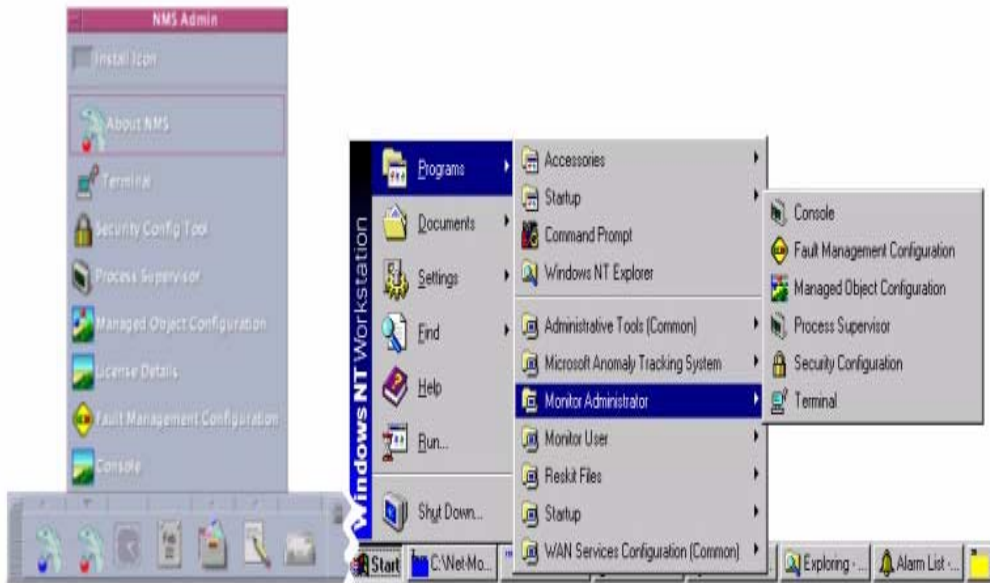 NMS Admin
Install Icon
About NMS
Terminal
Security Config Tool
Process Supervisor
Managed Object Configuration
License Details
Fault Management Configuration
Console
Windows NT Workstation
Programs
Documents
Settings
Find
Help
Run...
Shut Down...
Accessories
Startup
Command Prompt
Windows NT Explorer
Administrative Tools (Common)
Microsoft Anomaly Tracking System
Monitor Administrator
Monitor User
Reskit Files
Startup
WAN Services Configuration (Common)
Console
Fault Management Configuration
Managed Object Configuration
Process Supervisor
Security Configuration
Terminal
Start
C:\Net-Mo...
Exploring - ...
Alarm List - ...